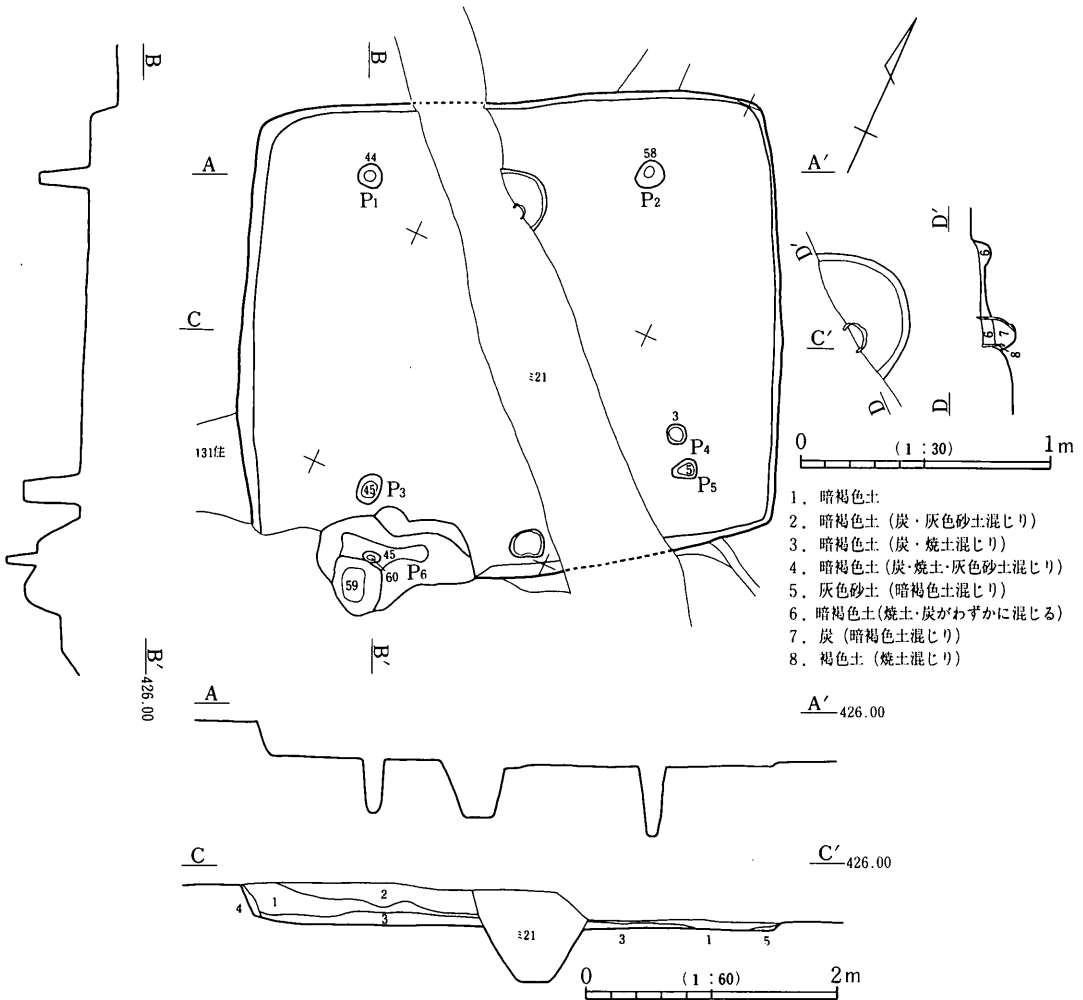 B
B
A
A'
44
P1
58
P2
D'
D'
C
C'
6
6
7
8
ミ21
131住
3
P4
5
P5
45
P3
45
60
P6
59
D
D
0 (1:30) 1m
1. 暗褐色土
2. 暗褐色土 (炭・灰色砂土混じり)
3. 暗褐色土 (炭・焼土混じり)
4. 暗褐色土 (炭・焼土・灰色砂土混じり)
5. 灰色砂土 (暗褐色土混じり)
6. 暗褐色土 (焼土・炭がわずかに混じる)
7. 炭 (暗褐色土混じり)
8. 褐色土 (焼土混じり)
B' 426.00
B'
A
A' 426.00
C
C' 426.00
4
1
2
3
ミ21
3
1
5
0 (1:60) 2m